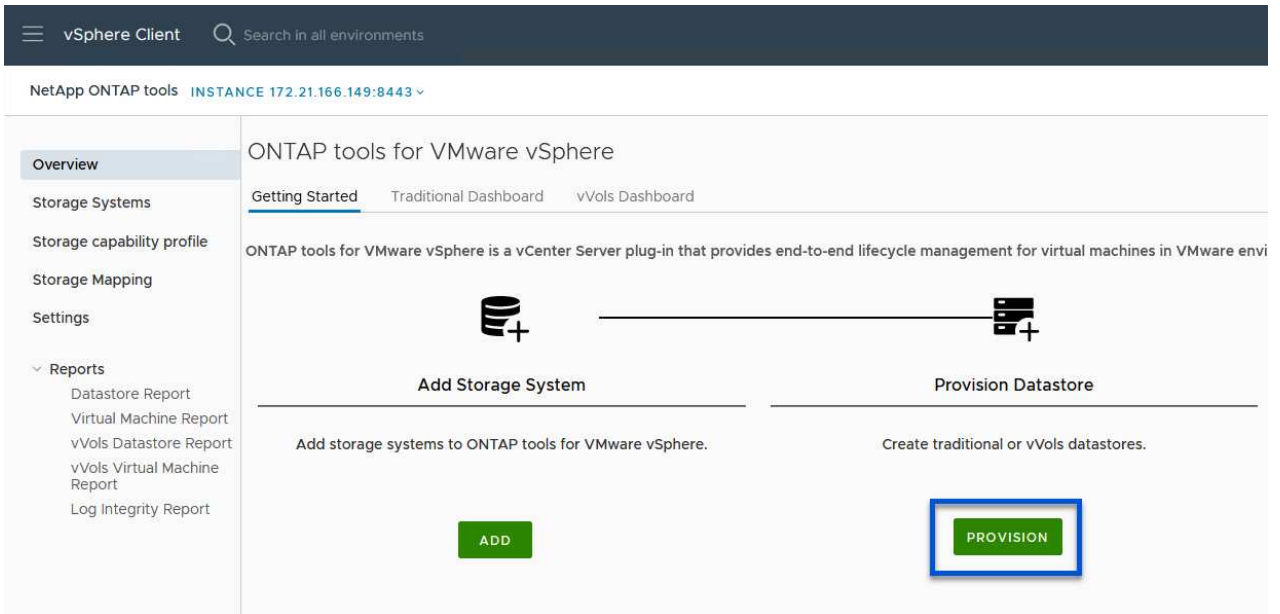 vSphere Client
Search in all environments
NetApp ONTAP tools INSTANCE 172.21.166.149:8443
Overview
Storage Systems
Storage capability profile
Storage Mapping
Settings
Reports
Datastore Report
Virtual Machine Report
vVols Datastore Report
vVols Virtual Machine
Report
Log Integrity Report
ONTAP tools for VMware vSphere
Getting Started Traditional Dashboard vVols Dashboard
ONTAP tools for VMware vSphere is a vCenter Server plug-in that provides end-to-end lifecycle management for virtual machines in VMware envi
Add Storage System
Add storage systems to ONTAP tools for VMware vSphere.
ADD
Provision Datastore
Create traditional or vVols datastores.
PROVISION